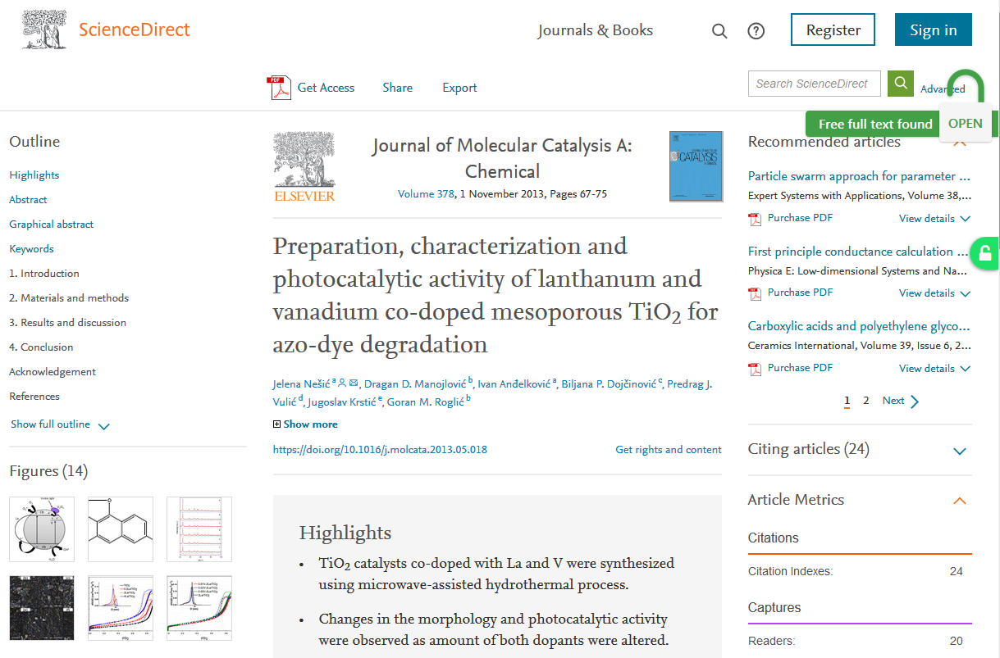 ScienceDirect
Journals & Books
Register
Sign in
PDF
Get Access
Share
Export
Search ScienceDirect
Advanced
Free full text found
OPEN
Outline
Highlights
Abstract
Graphical abstract
Keywords
1. Introduction
2. Materials and methods
3. Results and discussion
4. Conclusion
Acknowledgement
References
Show full outline
Figures (14)
ELSEVIER
Journal of Molecular Catalysis A:
Chemical
Volume 378, 1 November 2013, Pages 67-75
CATALYSIS
Preparation, characterization and
photocatalytic activity of lanthanum and
vanadium co-doped mesoporous TiO2 for
azo-dye degradation
Jelena Nešić a, Dragan D. Manojlović b, Ivan Anđelković a, Biljana P. Dojčinović c, Predrag J.
Vulić d, Jugoslav Krstić e, Goran M. Roglić b
Show more
https://doi.org/10.1016/j.molcata.2013.05.018
Get rights and content
Highlights
• TiO2 catalysts co-doped with La and V were synthesized
using microwave-assisted hydrothermal process.
• Changes in the morphology and photocatalytic activity
were observed as amount of both dopants were altered.
Recommended articles
Particle swarm approach for parameter ...
Expert Systems with Applications, Volume 38,...
Purchase PDF
View details
First principle conductance calculation ...
Physica E: Low-dimensional Systems and Na...
Purchase PDF
View details
Carboxylic acids and polyethylene glyco...
Ceramics International, Volume 39, Issue 6, 2...
Purchase PDF
View details
1 2 Next
Citing articles (24)
Article Metrics
Citations
Citation Indexes: 24
Captures
Readers: 20